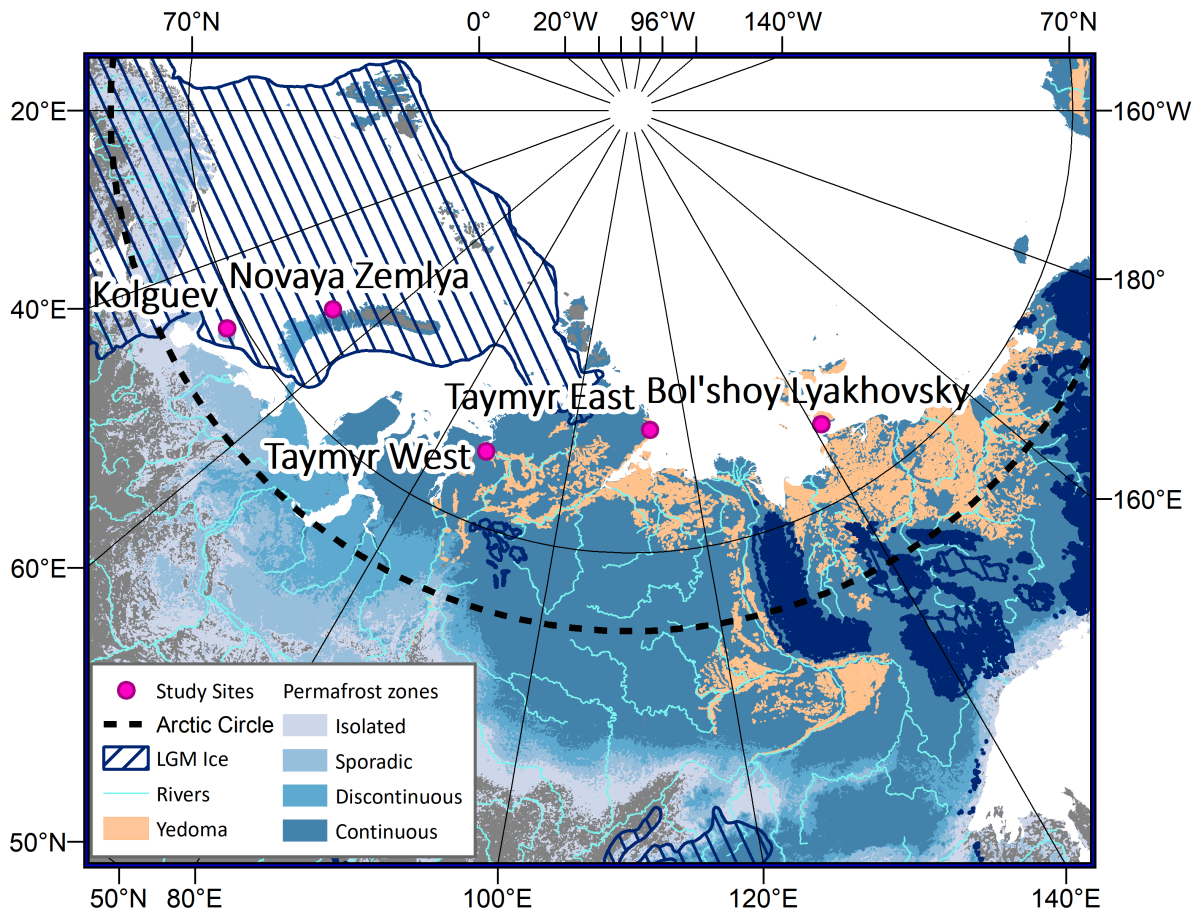 70°N 0° 20°W 96°W 140°W 70°N
20°E
160°W
Novaya Zemlya
180°
Kolguev
40°E
Taymyr East
Bol'shoy Lyakhovsky
Taymyr West
160°E
60°E
Study Sites
Arctic Circle
LGM Ice
Rivers
Yedoma
Permafrost zones
Isolated
Sporadic
Discontinuous
Continuous
50°N
50°N 80°E 100°E 120°E 140°E